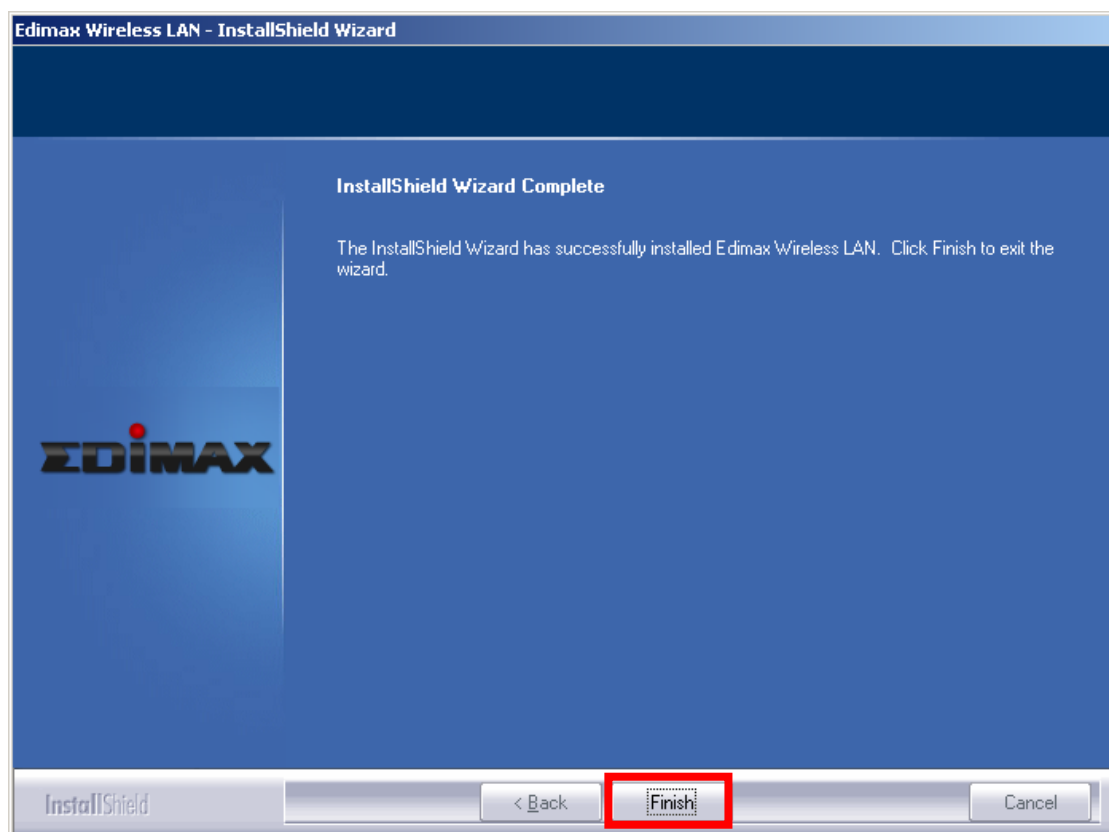 Edimax Wireless LAN - InstallShield Wizard
InstallShield Wizard Complete
The InstallShield Wizard has successfully installed Edimax Wireless LAN. Click Finish to exit the
wizard.
EDiMAX
InstallShield
< Back
Finish
Cancel